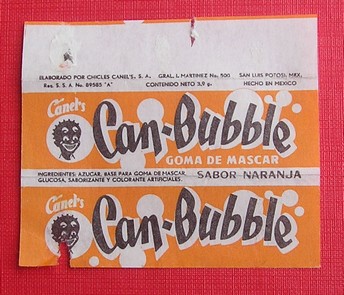 ELABORADO POR CHICLES CANEL'S, S. A. GRAL. I. MARTINEZ No. 500 SAN LUIS POTOSI, MEX.
Reg. S. S. A. No. 89585 "A" CONTENIDO NETO 3.9 g. HECHO EN MEXICO
Canel's
Can-Bubble
GOMA DE MASCAR
INGREDIENTES: AZUCAR, BASE PARA GOMA DE MASCAR,
GLUCOSA, SABORIZANTE Y COLORANTE ARTIFICIALES.
SABOR NARANJA
Canel's
Can-Bubble